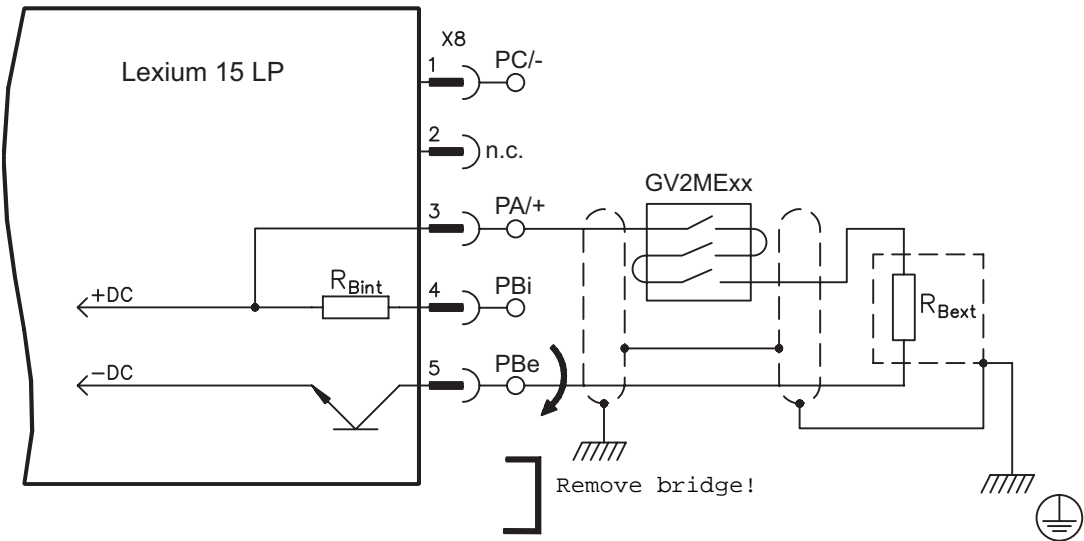 Lexium 15 LP
X8
1 PC/-
2 n.c.
GV2MExx
3 PA/+
+DC
RBint
4 PBi
RBext
-DC
5 PBe
Remove bridge!